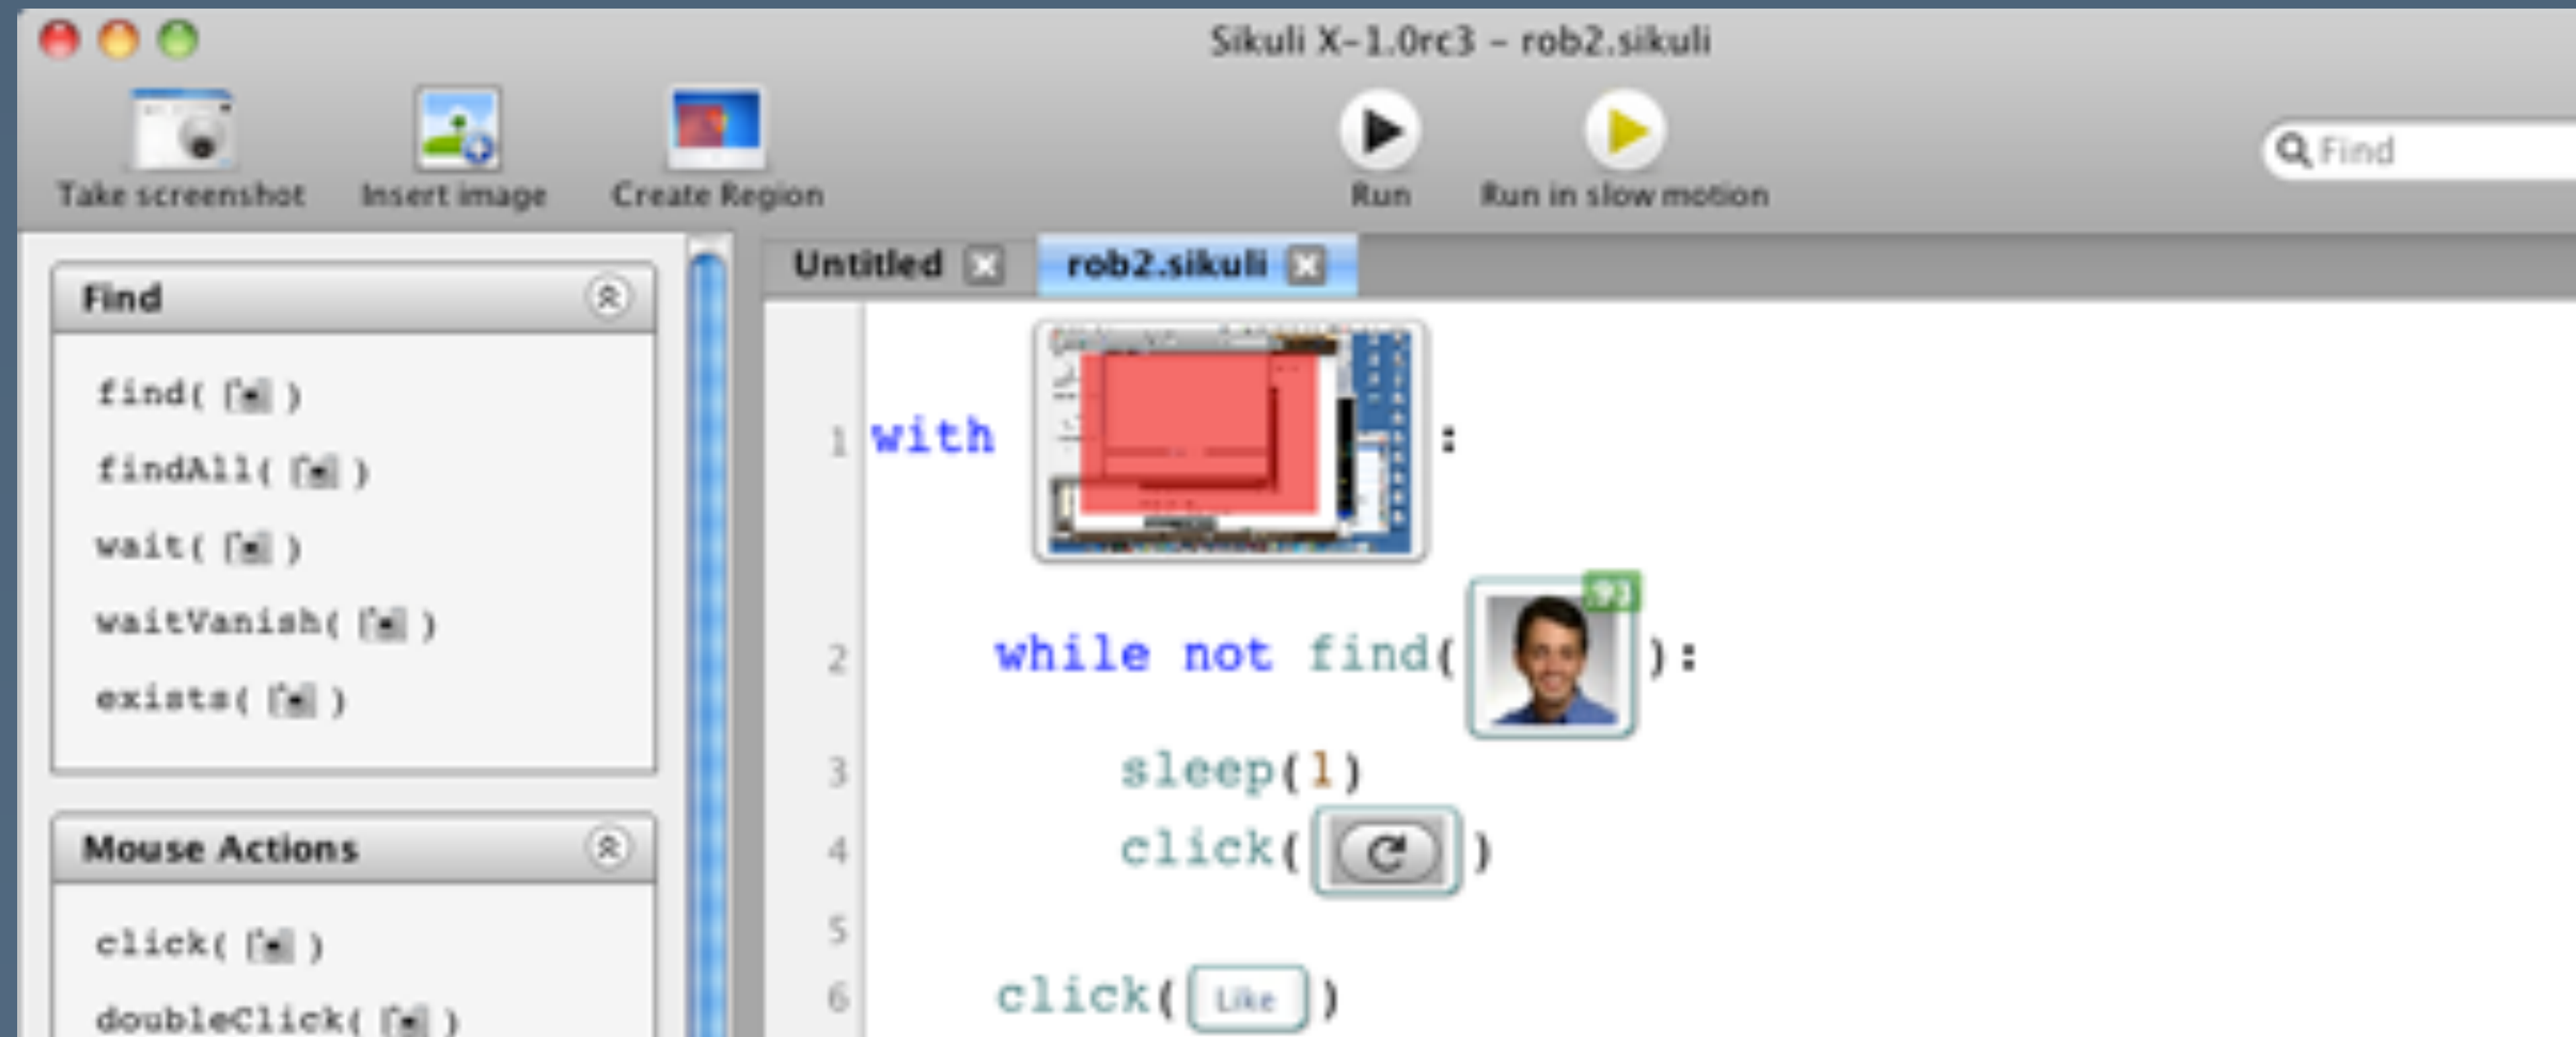 Sikuli X-1.0rc3 - rob2.sikuli
Take screenshot
Insert image
Create Region
Run
Run in slow motion
Find
Untitled
rob2.sikuli
Find
find( )
findAll( )
wait( )
waitVanish( )
exists( )
Mouse Actions
click( )
doubleClick( )
1 with :
2 while not find( .93 ):
3 sleep(1)
4 click( )
5
6 click( Like )